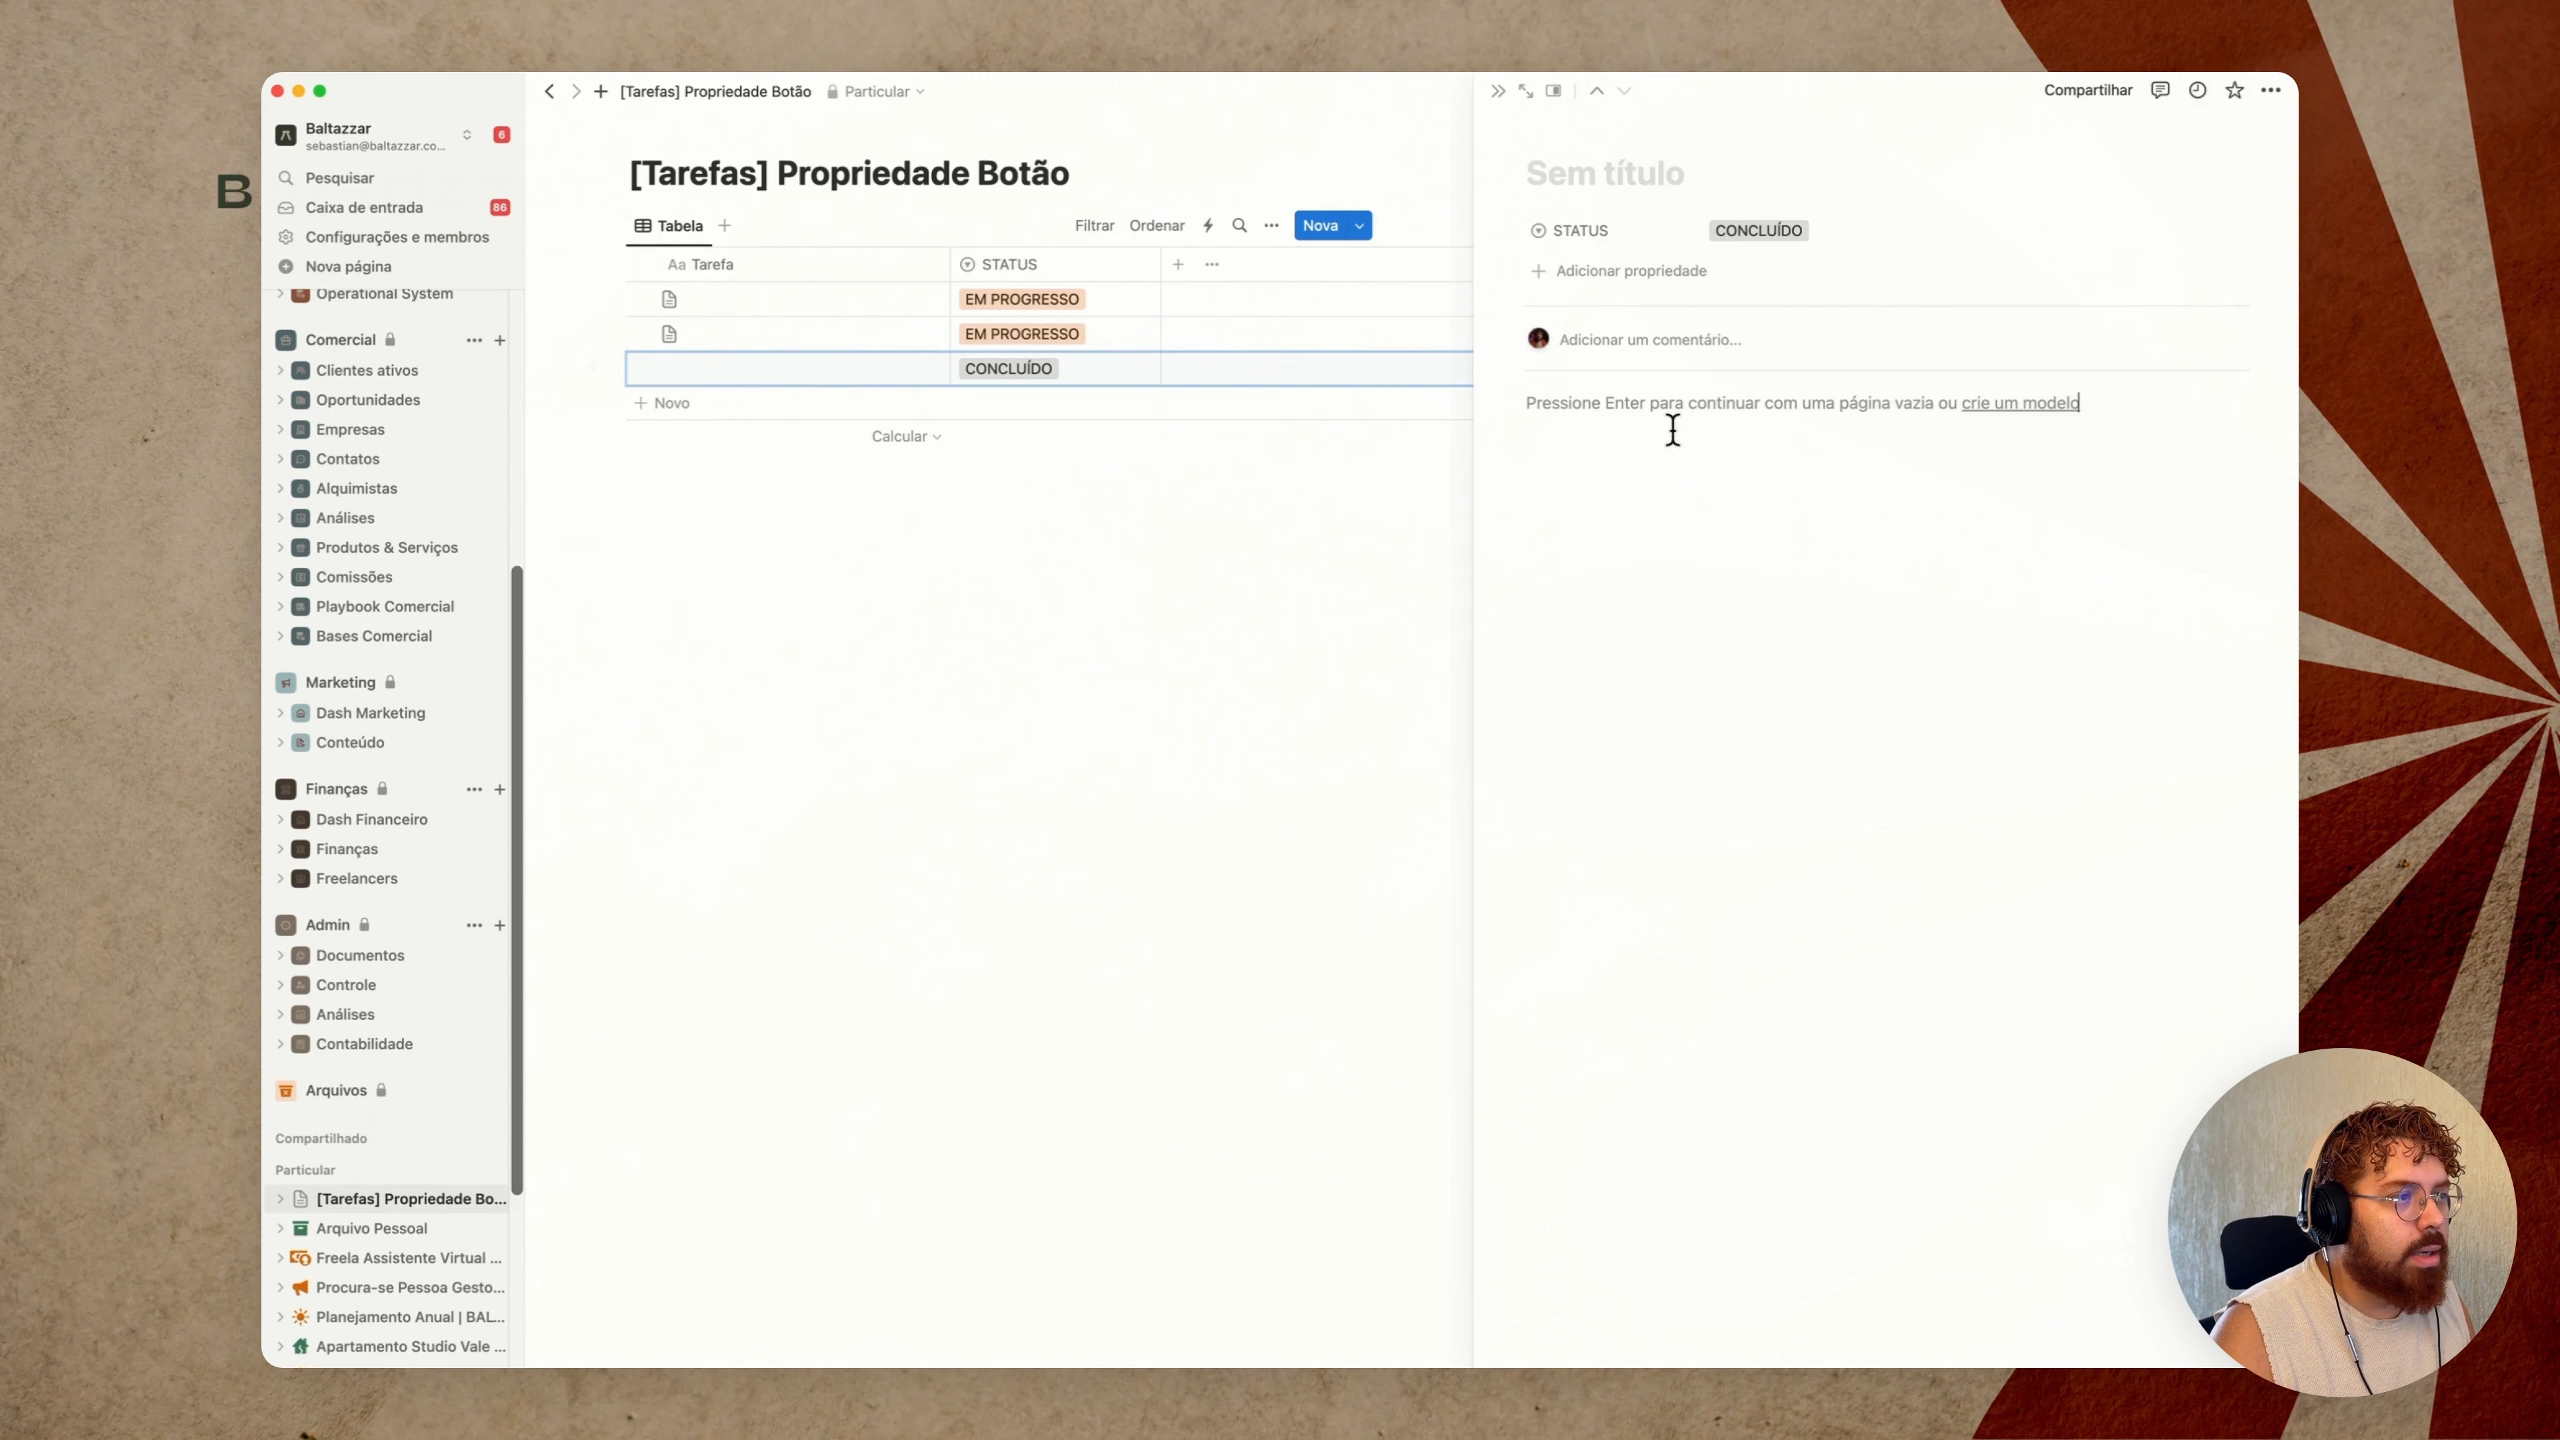 B
Baltazzar
sebastian@baltazzar.co...
6
Pesquisar
Caixa de entrada
86
Configurações e membros
Nova página
Operational System
Comercial
Clientes ativos
Oportunidades
Empresas
Contatos
Alquimistas
Análises
Produtos & Serviços
Comissões
Playbook Comercial
Bases Comercial
Marketing
Dash Marketing
Conteúdo
Finanças
Dash Financeiro
Finanças
Freelancers
Admin
Documentos
Controle
Análises
Contabilidade
Arquivos
Compartilhado
Particular
[Tarefas] Propriedade Bo...
Arquivo Pessoal
Freela Assistente Virtual ...
Procura-se Pessoa Gesto...
Planejamento Anual | BAL...
Apartamento Studio Vale ...
[Tarefas] Propriedade Botão Particular
[Tarefas] Propriedade Botão
Tabela
Filtrar Ordenar Nova
Aa Tarefa STATUS
EM PROGRESSO
EM PROGRESSO
CONCLUÍDO
Novo
Calcular
Compartilhar
Sem título
STATUS CONCLUÍDO
Adicionar propriedade
Adicionar um comentário...
Pressione Enter para continuar com uma página vazia ou crie um modelo